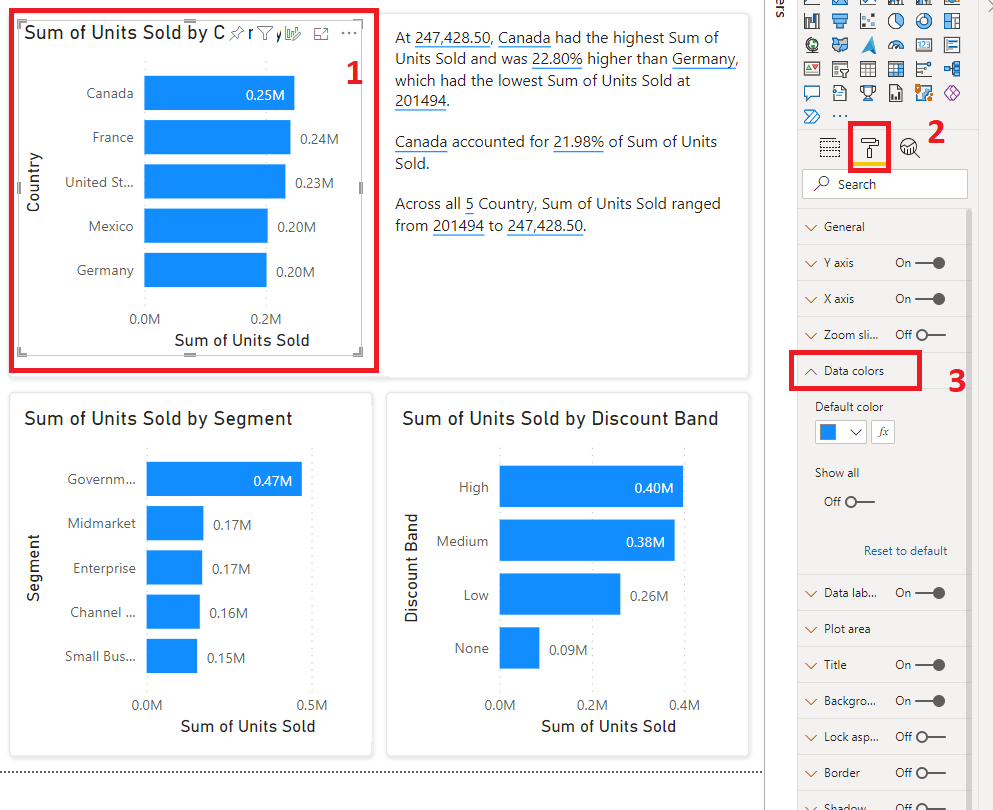 Sum of Units Sold by C
1
Country
Canada
0.25M
France
0.24M
United St...
0.23M
Mexico
0.20M
Germany
0.20M
0.0M
0.2M
Sum of Units Sold
At 247,428.50, Canada had the highest Sum of
Units Sold and was 22.80% higher than Germany,
which had the lowest Sum of Units Sold at
201494.
Canada accounted for 21.98% of Sum of Units
Sold.
Across all 5 Country, Sum of Units Sold ranged
from 201494 to 247,428.50.
Sum of Units Sold by Segment
Segment
Governm...
0.47M
Midmarket
0.17M
Enterprise
0.17M
Channel ...
0.16M
Small Bus...
0.15M
0.0M
0.5M
Sum of Units Sold
Sum of Units Sold by Discount Band
Discount Band
High
0.40M
Medium
0.38M
Low
0.26M
None
0.09M
0.0M
0.2M
0.4M
Sum of Units Sold
ers
123
2
Search
General
Y axis
On
X axis
On
Zoom sli...
Off
Data colors
3
Default color
fx
Show all
Off
Reset to default
Data lab...
On
Plot area
Title
On
Backgro...
On
Lock asp...
Off
Border
Off
Shadow
Off